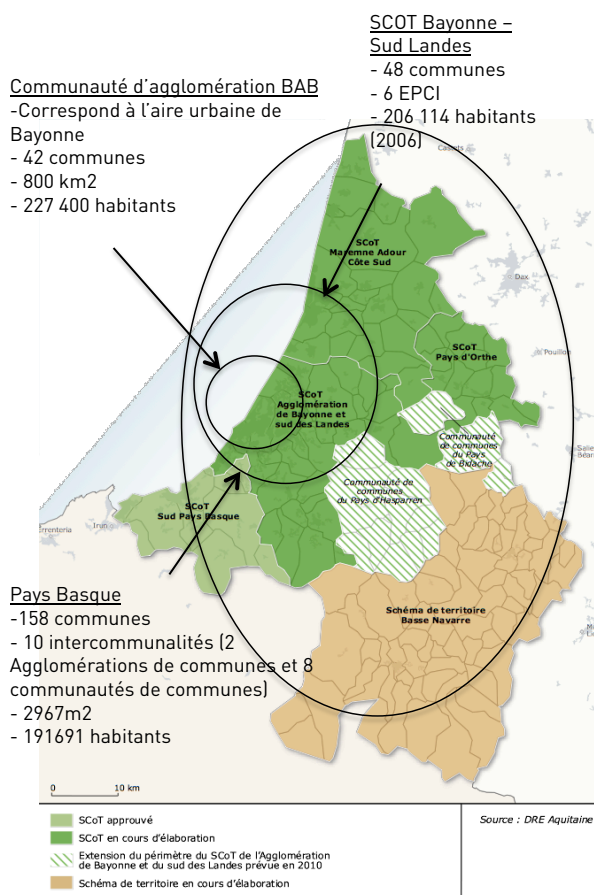 SCOT Bayonne –
Sud Landes
- 48 communes
- 6 EPCI
- 206 114 habitants
(2006)
Communauté d'agglomération BAB
-Correspond à l'aire urbaine de
Bayonne
- 42 communes
- 800 km2
- 227 400 habitants
Castets
SCoT
Maremne Adour
Côte Sud
Dax
SCoT
Pays d'Orthe
Pouillon
SCoT
Agglomération
de Bayonne et
sud des Landes
Communauté
de communes
du Pays
de Bidache
Communauté de
communes
du Pays d'Hasparren
SCoT
Sud Pays Basque
Irun
Schéma de territoire
Basse Navarre
Pays Basque
-158 communes
- 10 intercommunalités (2
Agglomérations de communes et 8
communautés de communes)
- 2967m2
- 191691 habitants
0 10 km
SCoT approuvé
SCoT en cours d'élaboration
Extension du périmètre du SCoT de l'Agglomération
de Bayonne et du sud des Landes prévue en 2010
Schéma de territoire en cours d'élaboration
Source : DRE Aquitaine